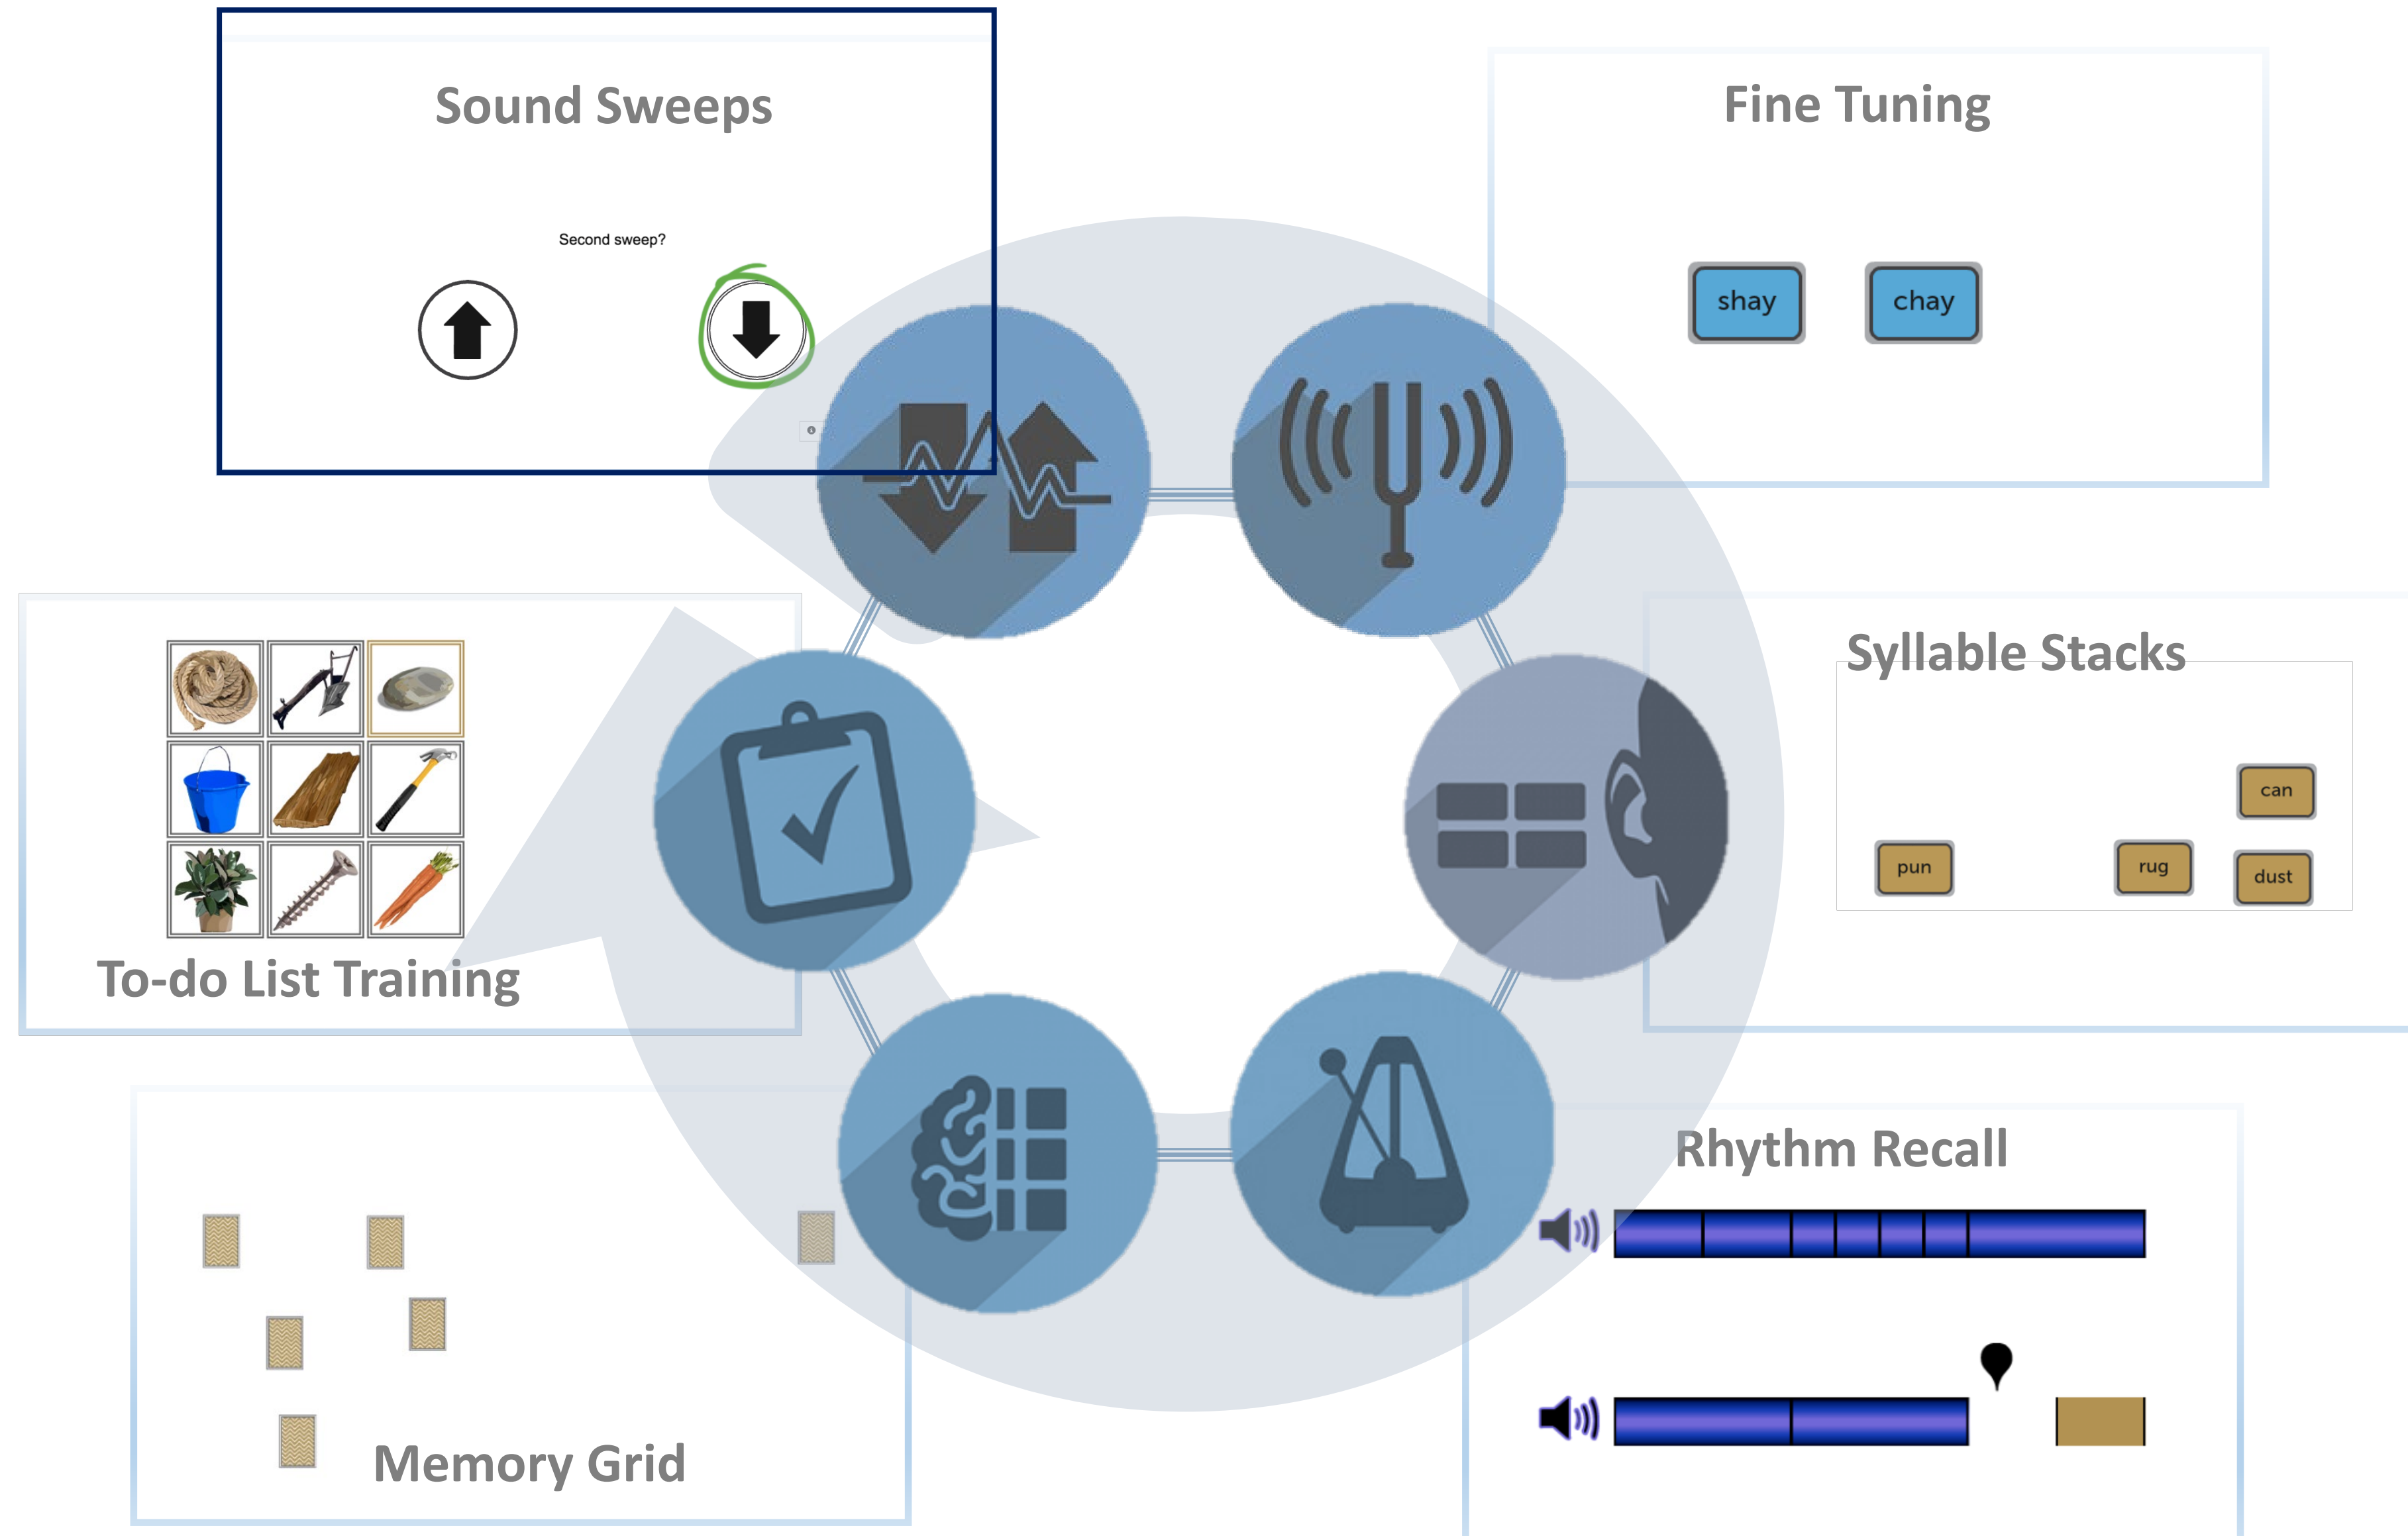 Sound Sweeps
Second sweep?
Fine Tuning
shay
chay
Syllable Stacks
can
pun
rug
dust
To-do List Training
Rhythm Recall
Memory Grid